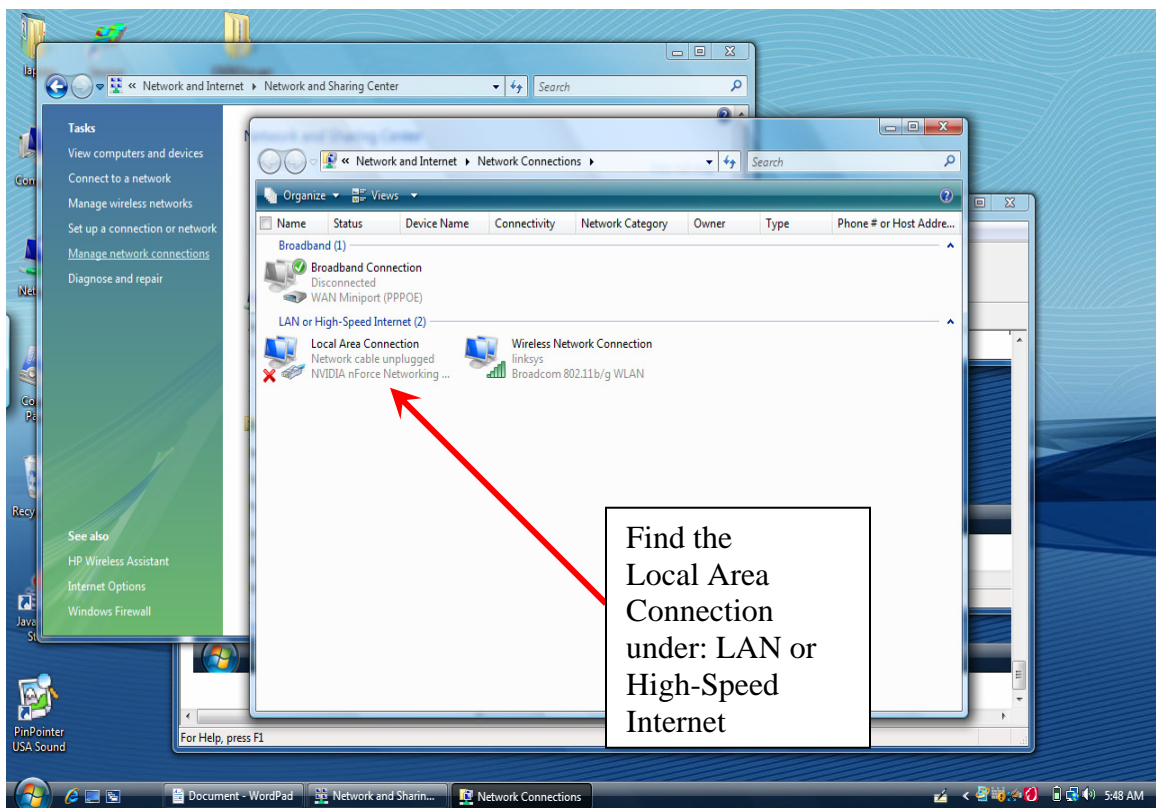 Network and Internet
Network and Sharing Center
Search
Tasks
View computers and devices
Connect to a network
Manage wireless networks
Set up a connection or network
Manage network connections
Diagnose and repair
See also
HP Wireless Assistant
Internet Options
Windows Firewall
Network and Internet
Network Connections
Search
Organize
Views
Name Status Device Name Connectivity Network Category Owner Type Phone # or Host Addre...
Broadband (1)
Broadband Connection
Disconnected
WAN Miniport (PPPOE)
LAN or High-Speed Internet (2)
Local Area Connection
Network cable unplugged
NVIDIA nForce Networking ...
Wireless Network Connection
linksys
Broadcom 802.11b/g WLAN
Find the
Local Area
Connection
under: LAN or
High-Speed
Internet
For Help, press F1
PinPointer
USA Sound
Document - WordPad
Network and Sharin...
Network Connections
5:48 AM